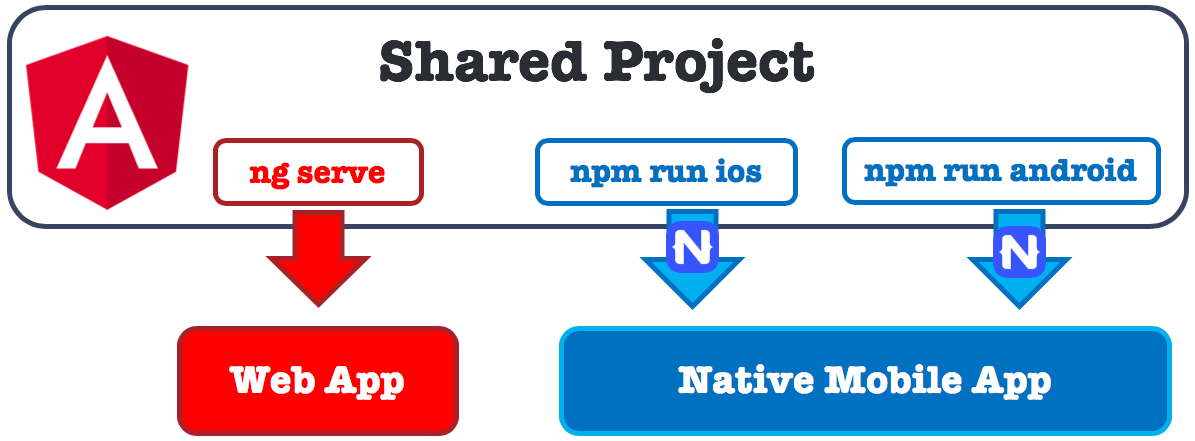 Shared Project
ng serve
npm run ios
npm run android
N
N
Web App
Native Mobile App